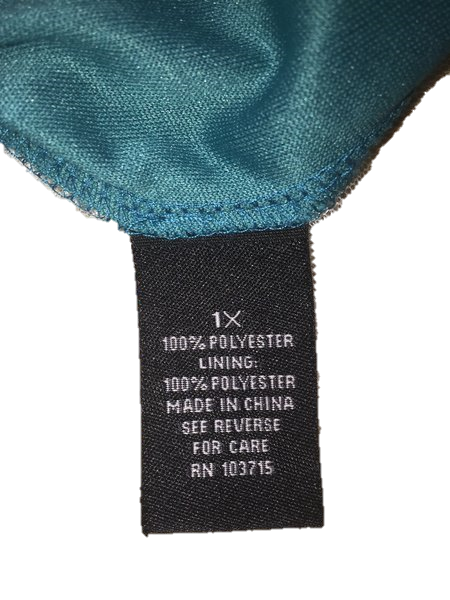 1X
100% POLYESTER
LINING:
100% POLYESTER
MADE IN CHINA
SEE REVERSE
FOR CARE
RN 103715